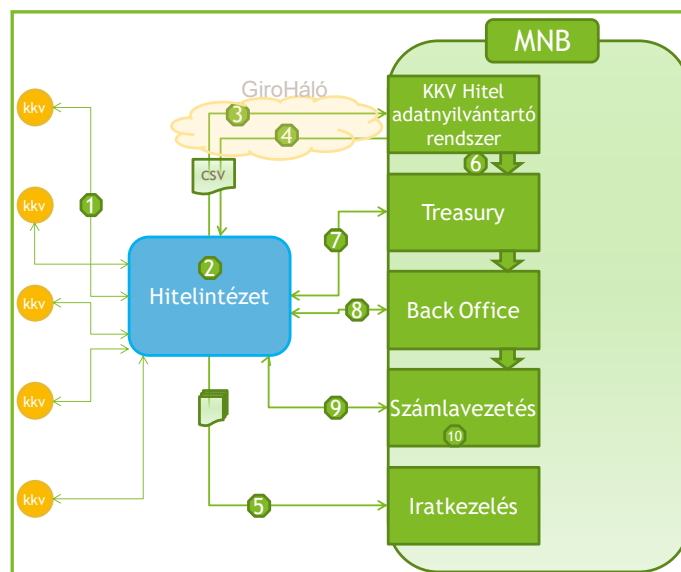 MNB
GiroHáló
kkv
3
KKV Hitel
adatnyilvántartó
rendszer
4
6
CSV
kkv
1
Treasury
7
2
Hitelintézet
kkv
8
Back Office
kkv
9
Számlavezetés
10
kkv
5
Iratkezelés